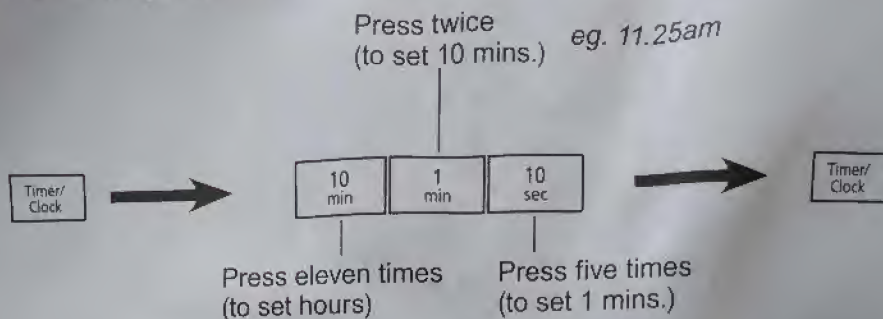 Press twice
(to set 10 mins.)
eg. 11.25am
Timer/
Clock
10
min
1
min
10
sec
Timer/
Clock
Press eleven times
(to set hours)
Press five times
(to set 1 mins.)